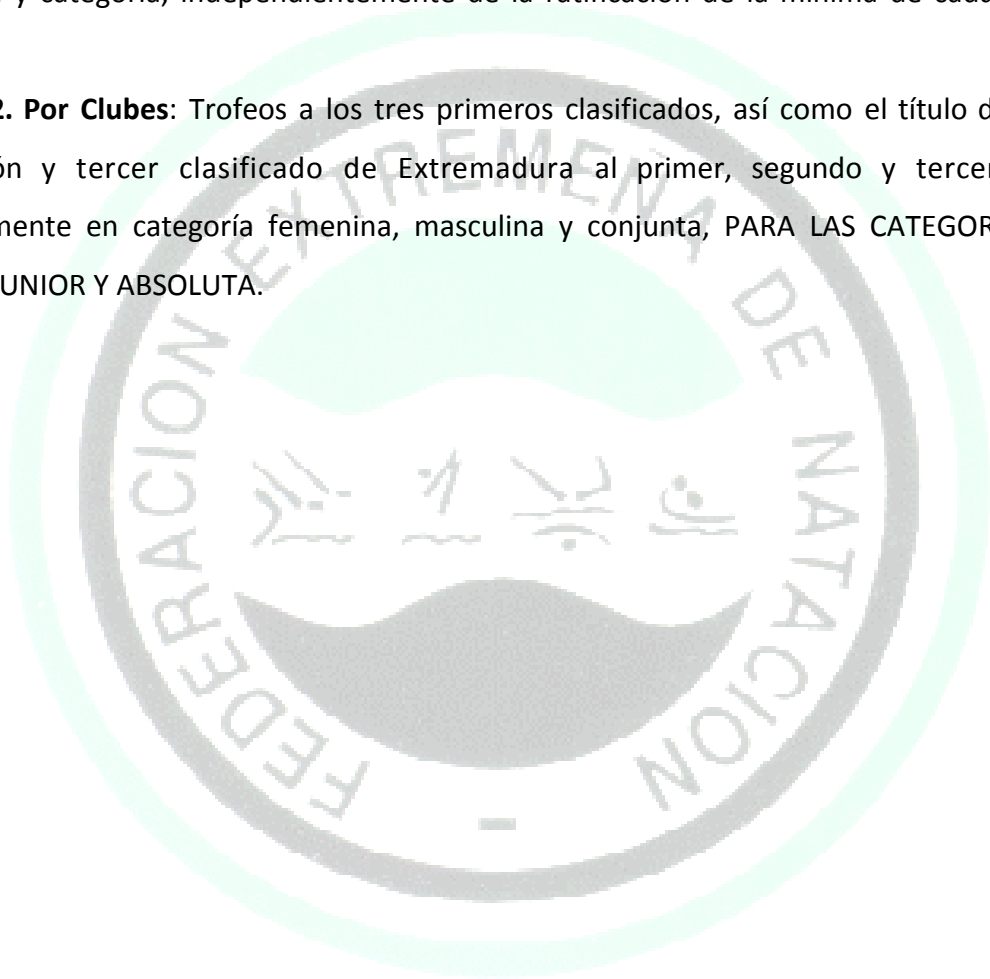 y categoría, independientemente de la ratificación de la mínima de cada
2. Por Clubes: Trofeos a los tres primeros clasificados, así como el título d
ón y tercer clasificado de Extremadura al primer, segundo y tercer
mente en categoría femenina, masculina y conjunta, PARA LAS CATEGOR
UNIOR Y ABSOLUTA.
FEDERACION EXTREMEÑA DE NATACION